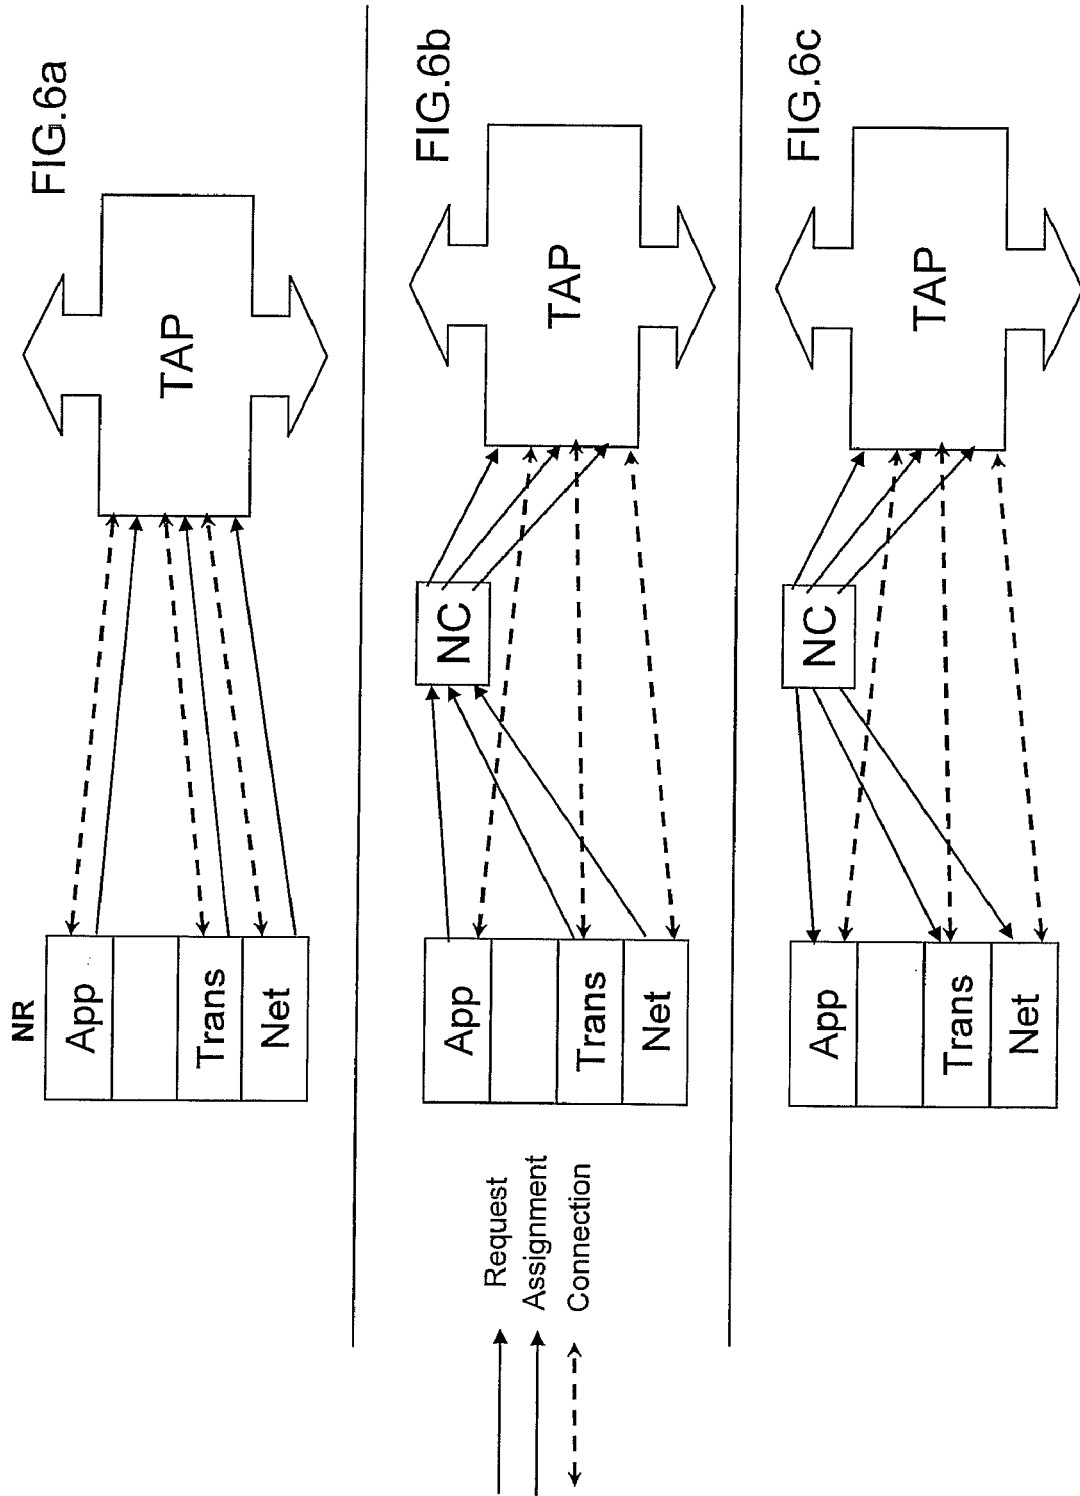 FIG.6a
NR
App
Trans
Net
TAP
FIG.6b
App
Trans
Net
NC
TAP
FIG.6c
App
Trans
Net
NC
TAP
Request
Assignment
Connection